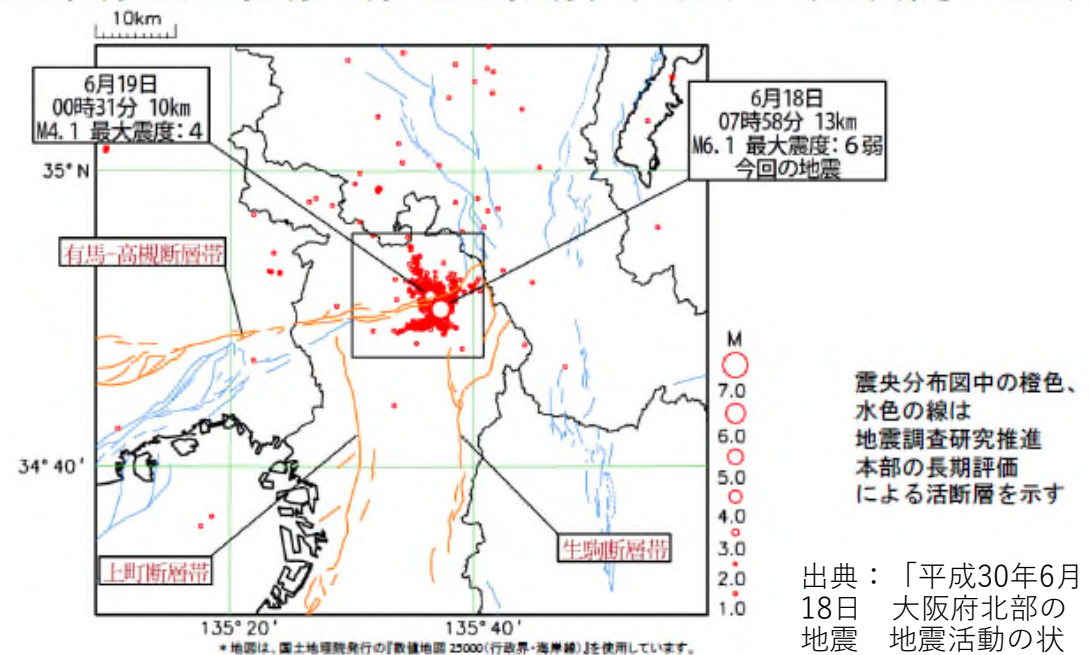 10km
6月19日
00時31分 10km
M4.1 最大震度:4
6月18日
07時58分 13km
M6.1 最大震度:6弱
今回の地震
35°N
有馬-高槻断層帯
M
7.0
6.0
5.0
4.0
3.0
2.0
1.0
震央分布図中の橙色、
水色の線は
地震調査研究推進
本部の長期評価
による活断層を示す
34°40′
上町断層帯
生駒断層帯
135°20′
135°40′
*地図は、国土地理院発行の『数値地図 25000(行政界・海岸線)』を使用しています。
出典:「平成30年6月
18日 大阪府北部の
地震 地震活動の状